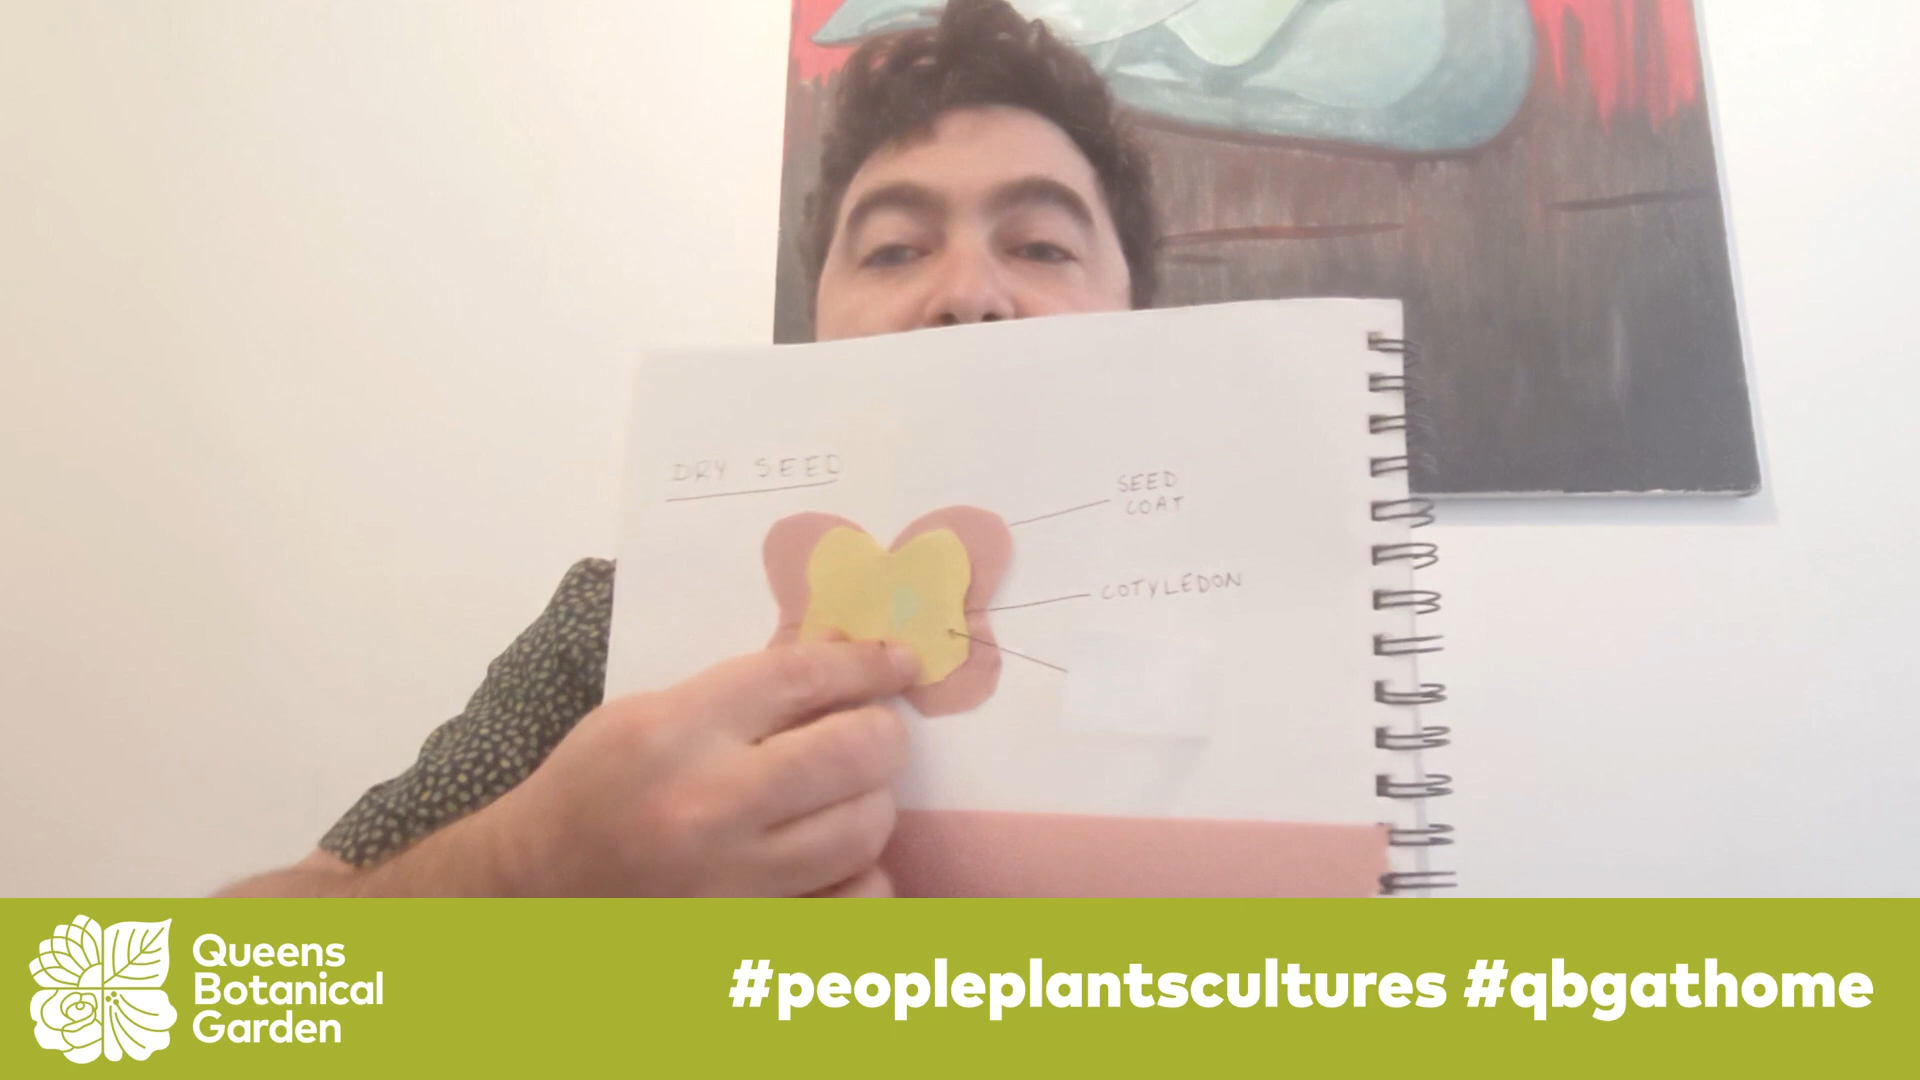 DRY SEED
SEED
COAT
COTYLEDON
Queens
Botanical
Garden
#peopleplantscultures #qbgathome